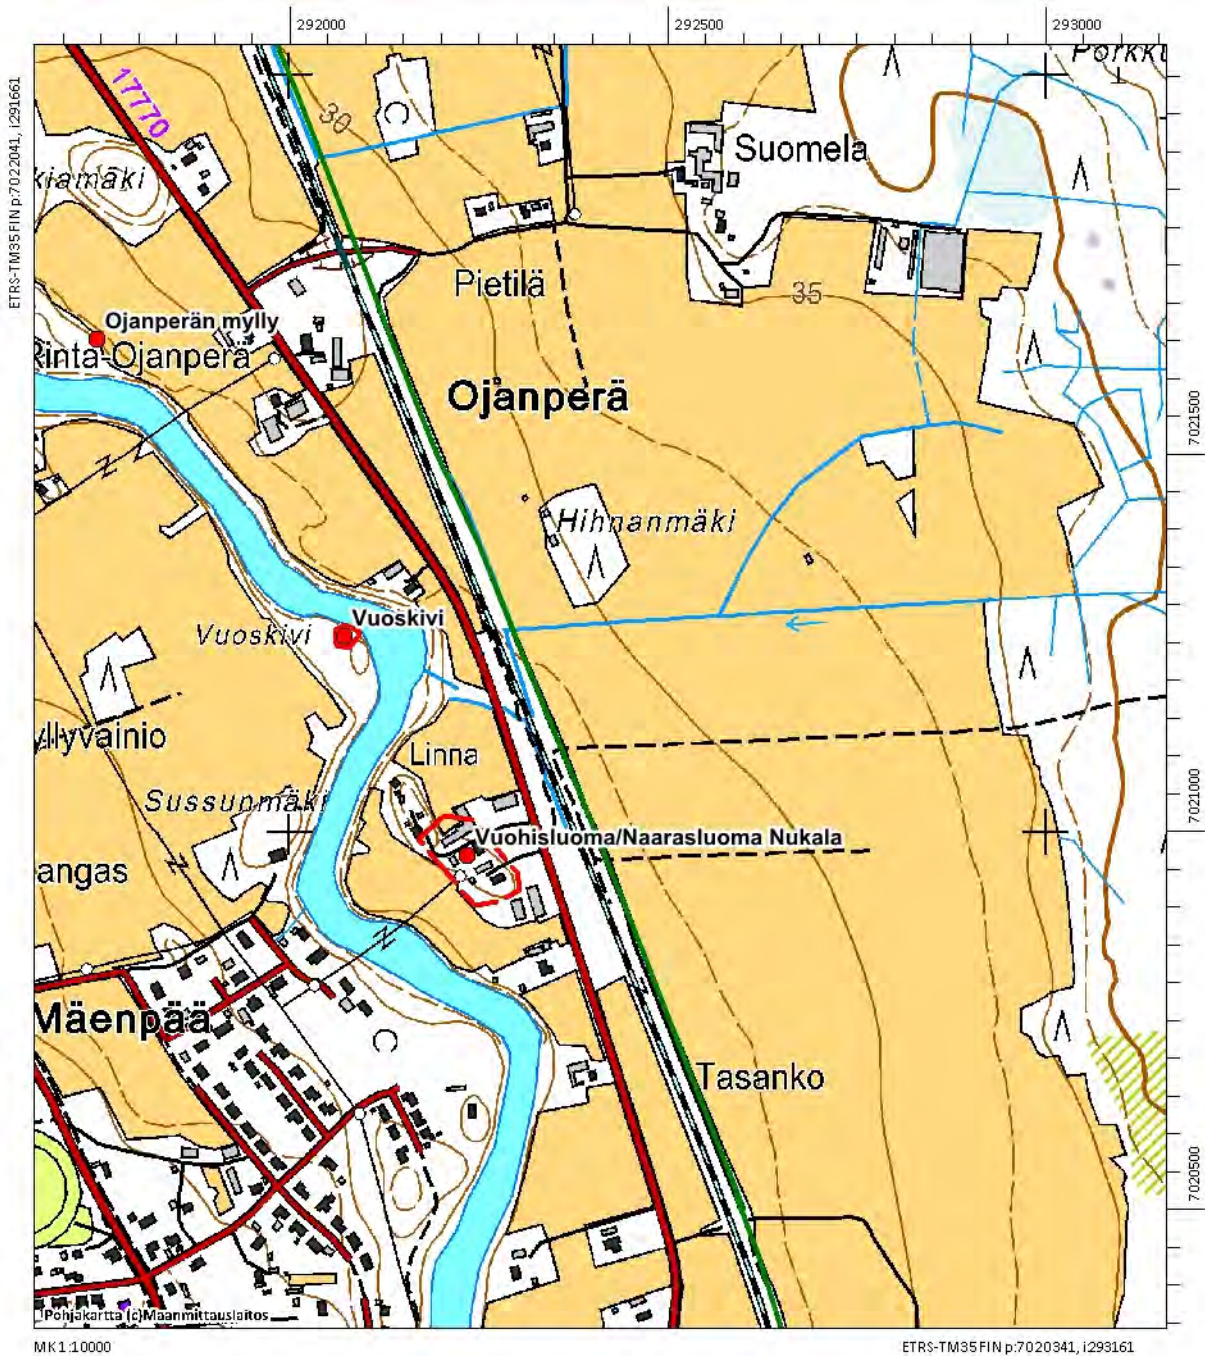 292000
292500
293000
ETRS-TM35FIN p:7022041, i291661
17770
30
Suomela
kiamäki
Pietilä
35
Ojanperän mylly
Rinta-Ojanperä
Ojanperä
7021500
Hihnanmäki
Vuoskivi
Vuoskivi
yllyvainio
Linna
Sussunmäki
7021000
Vuohisluoma/Naarasluoma Nukala
angas
Mäenpää
Tasanko
7020500
Pohjakartta (c)Maanmittauslaitos
MK 1:10000
ETRS-TM35FIN p:7020341, i293161